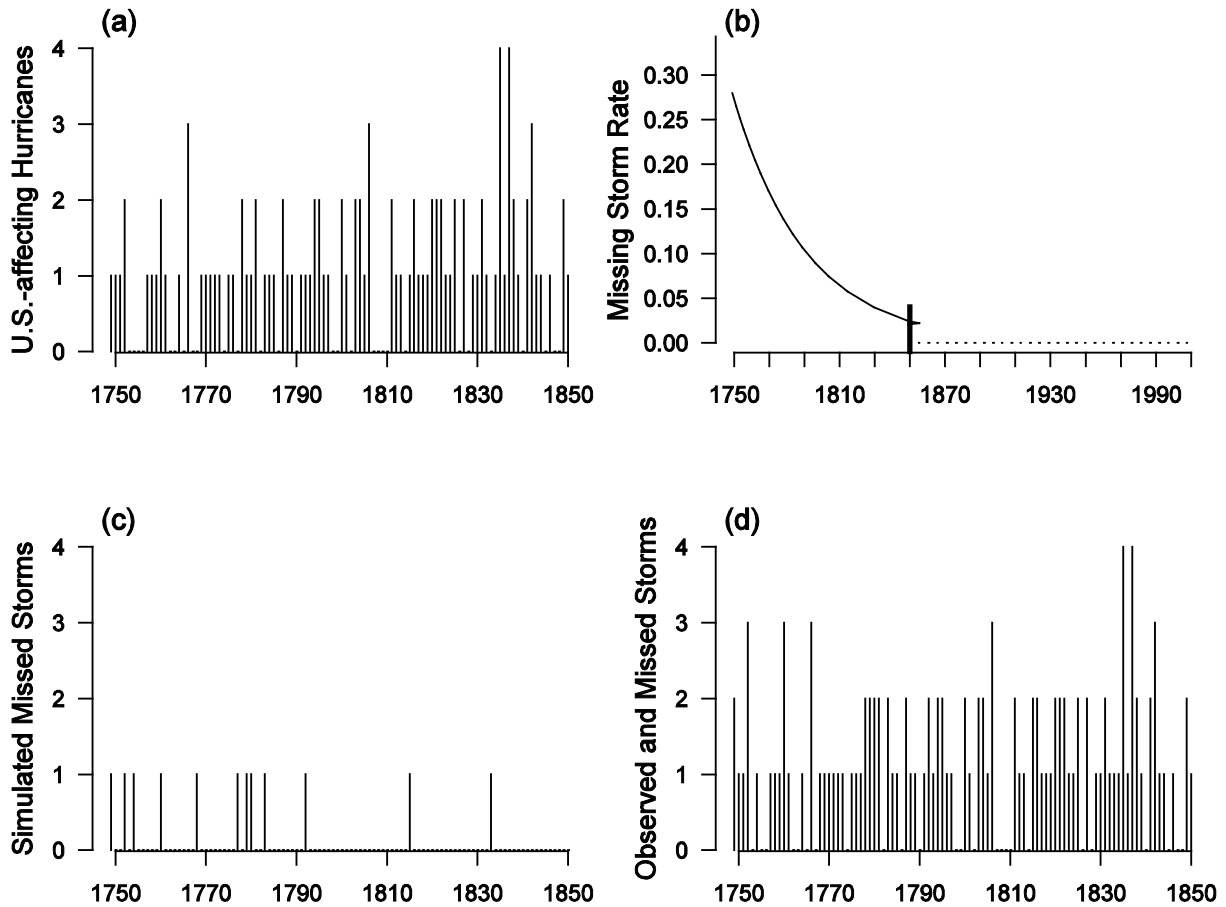 (a)
U.S.-affecting Hurricanes
4
3
2
1
0
1750 1770 1790 1810 1830 1850
(b)
Missing Storm Rate
0.30
0.25
0.20
0.15
0.10
0.05
0.00
1750 1810 1870 1930 1990
(c)
Simulated Missed Storms
4
3
2
1
0
1750 1770 1790 1810 1830 1850
(d)
Observed and Missed Storms
4
3
2
1
0
1750 1770 1790 1810 1830 1850